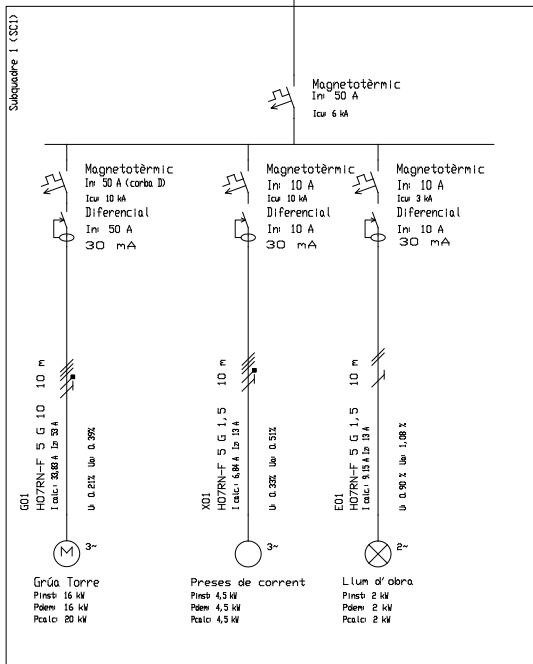 Subquadre 1 (SC1)
Magnetotèrmic
In: 50 A
Icu: 6 kA
Magnetotèrmic
In: 50 A (corba D)
Icu: 10 kA
Diferencial
In: 50 A
30 mA
Magnetotèrmic
In: 10 A
Icu: 10 kA
Diferencial
In: 10 A
30 mA
Magnetotèrmic
In: 10 A
Icu: 3 kA
Diferencial
In: 10 A
30 mA
G01
H07RN-F 5 G 10 10 m
I calc.: 33,83 A Iz: 53 A
U: 0.21% Ua: 0.39%
X01
H07RN-F 5 G 1,5 10 m
I calc.: 6,84 A Iz: 13 A
U: 0.33% Ua: 0.51%
E01
H07RN-F 5 G 1,5 10 m
I calc.: 9.15 A Iz: 13 A
U: 0.90 % Ua: 1,08 %
M
3~
3~
2~
Grúa Torre
Pinst: 16 kW
Pdem: 16 kW
Pcalc: 20 kW
Preses de corrent
Pinst: 4,5 kW
Pdem: 4,5 kW
Pcalc: 4,5 kW
Llum d'obra
Pinst: 2 kW
Pdem: 2 kW
Pcalc: 2 kW